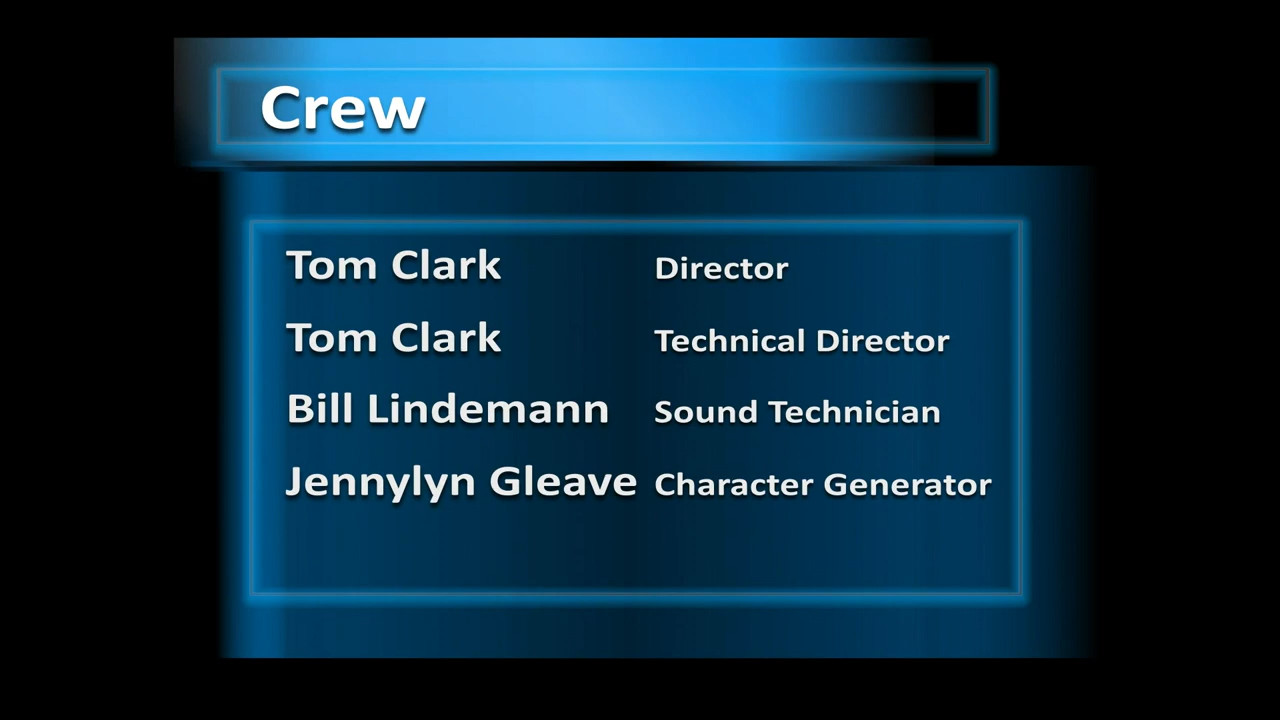 Crew
Tom Clark Director
Tom Clark Technical Director
Bill Lindemann Sound Technician
Jennylyn Gleave Character Generator